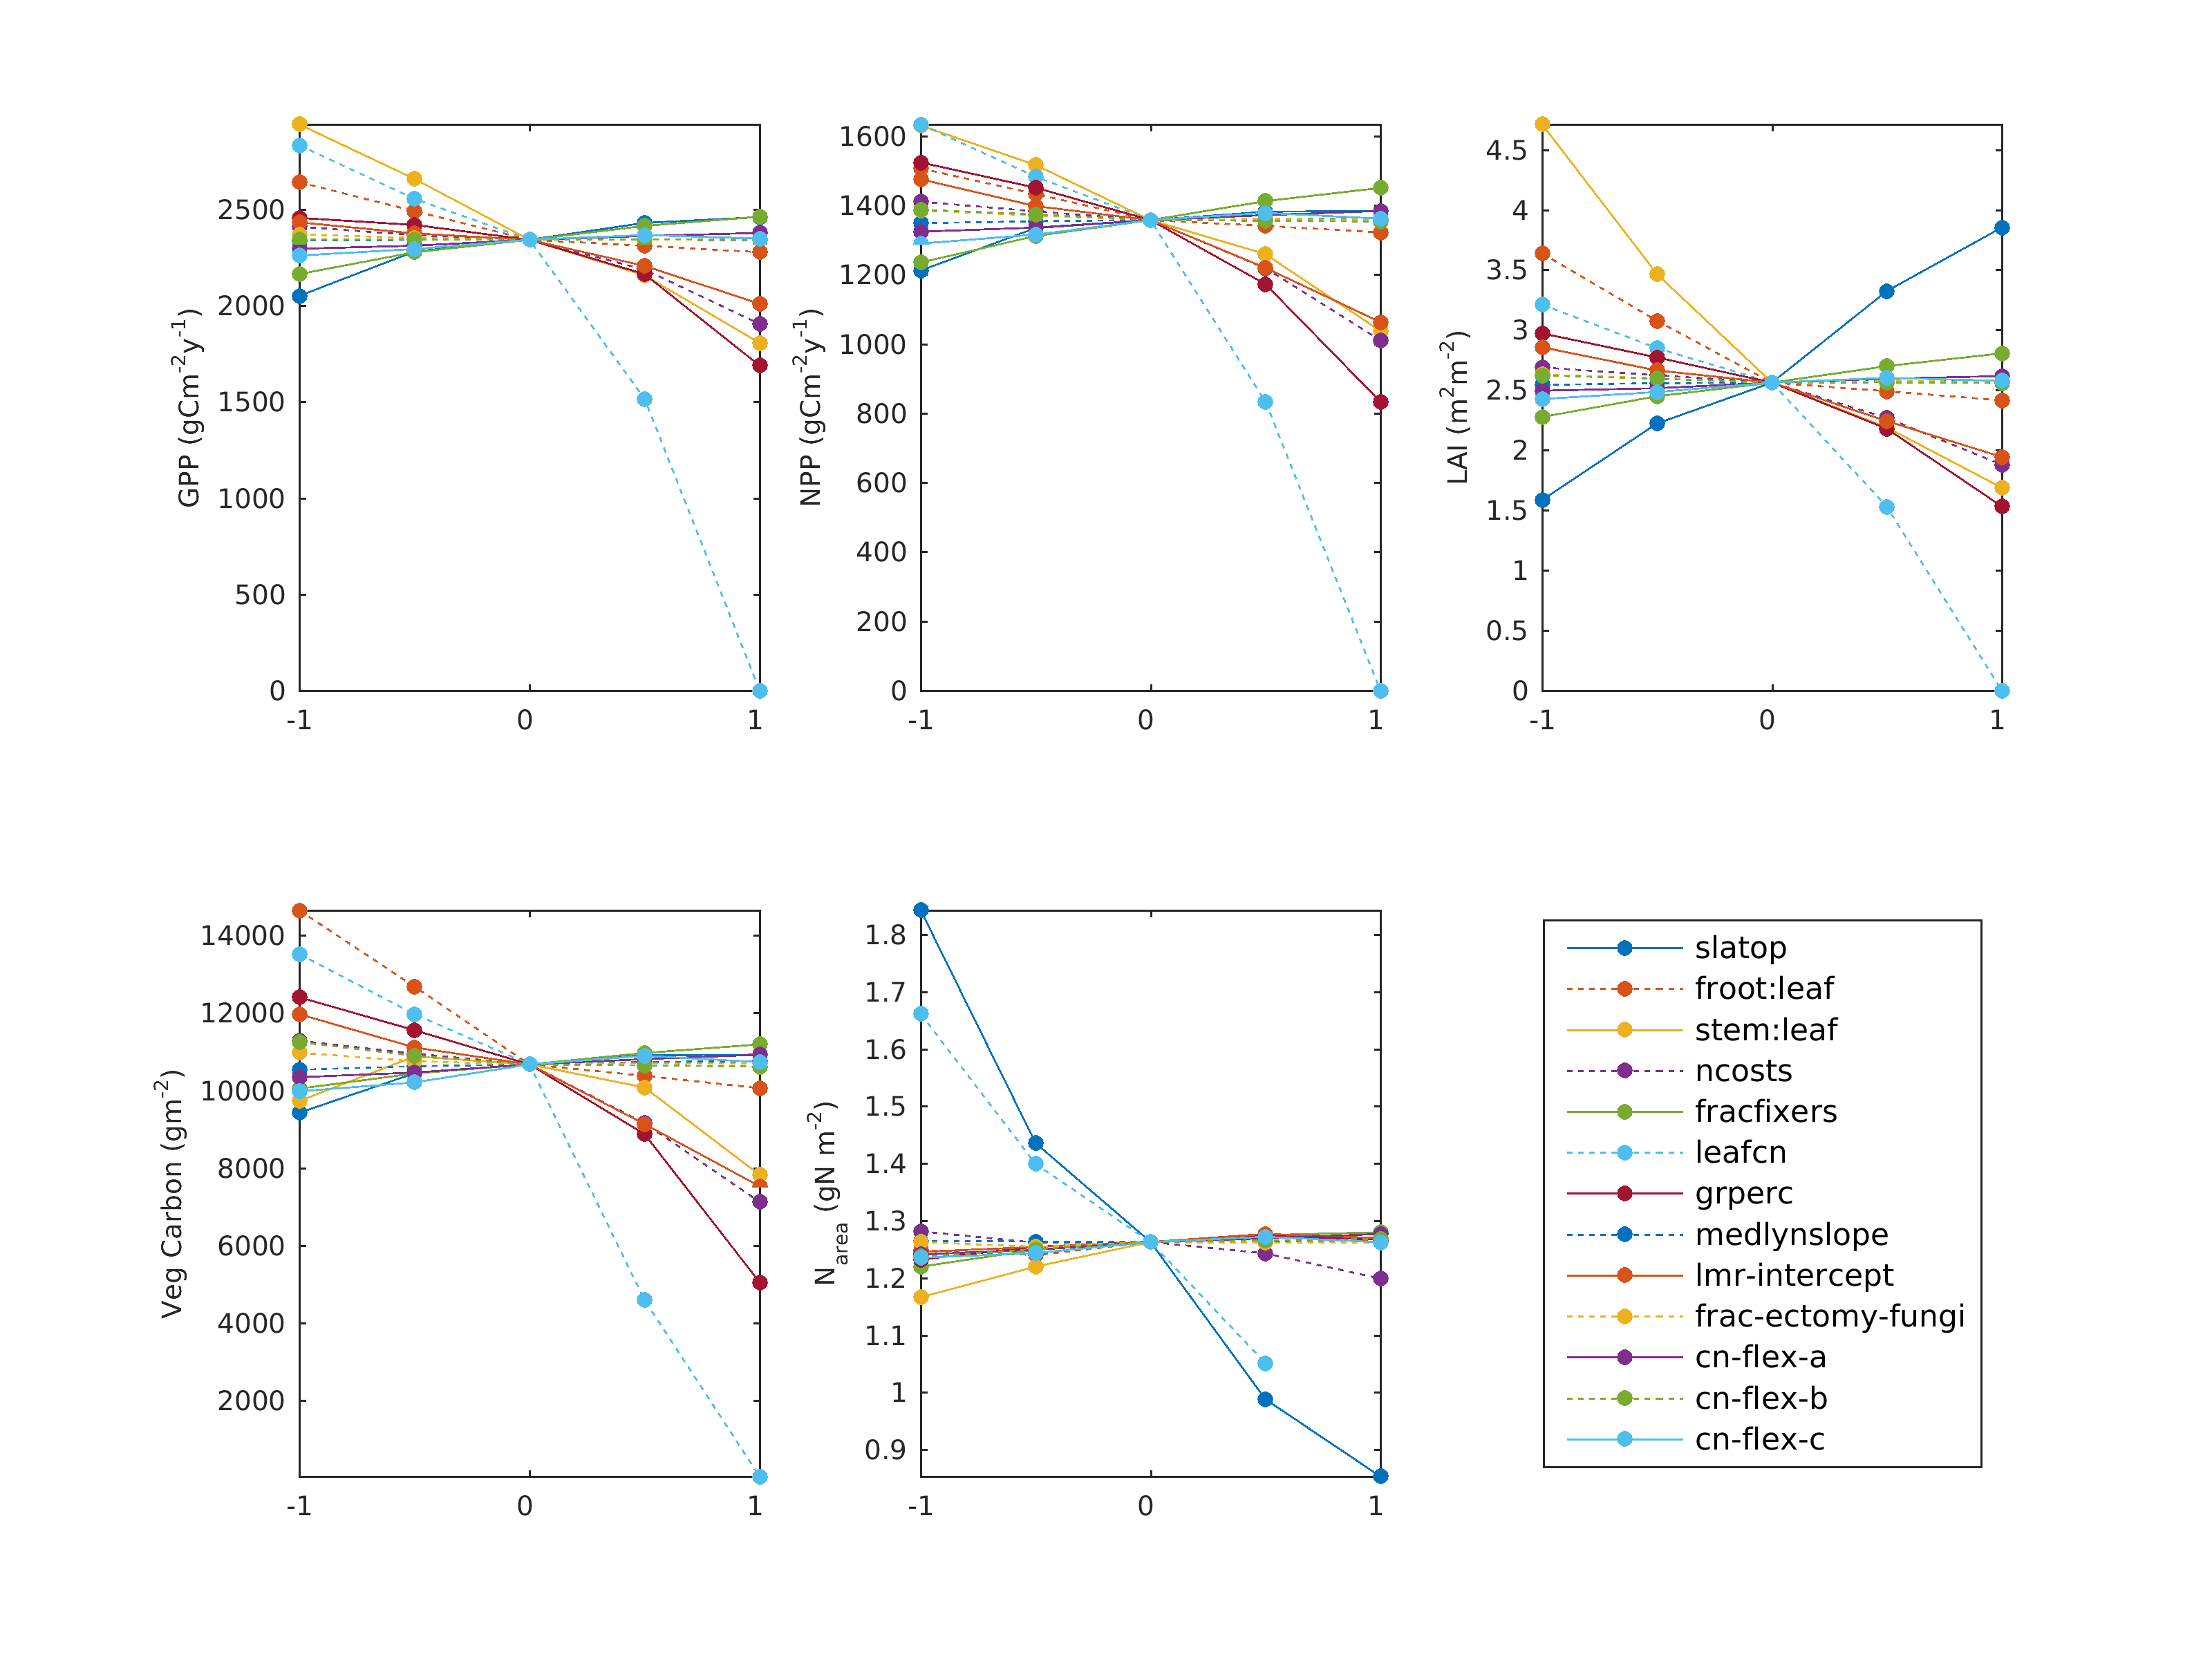 GPP (gCm-2y-1)
2500
2000
1500
1000
500
0
-1 0 1
NPP (gCm-2y-1)
1600
1400
1200
1000
800
600
400
200
0
-1 0 1
LAI (m2m-2)
4.5
4
3.5
3
2.5
2
1.5
1
0.5
0
-1 0 1
Veg Carbon (gm-2)
14000
12000
10000
8000
6000
4000
2000
-1 0 1
Narea (gN m-2)
1.8
1.7
1.6
1.5
1.4
1.3
1.2
1.1
1
0.9
-1 0 1
slatop
froot:leaf
stem:leaf
ncosts
fracfixers
leafcn
grperc
medlynslope
lmr-intercept
frac-ectomy-fungi
cn-flex-a
cn-flex-b
cn-flex-c